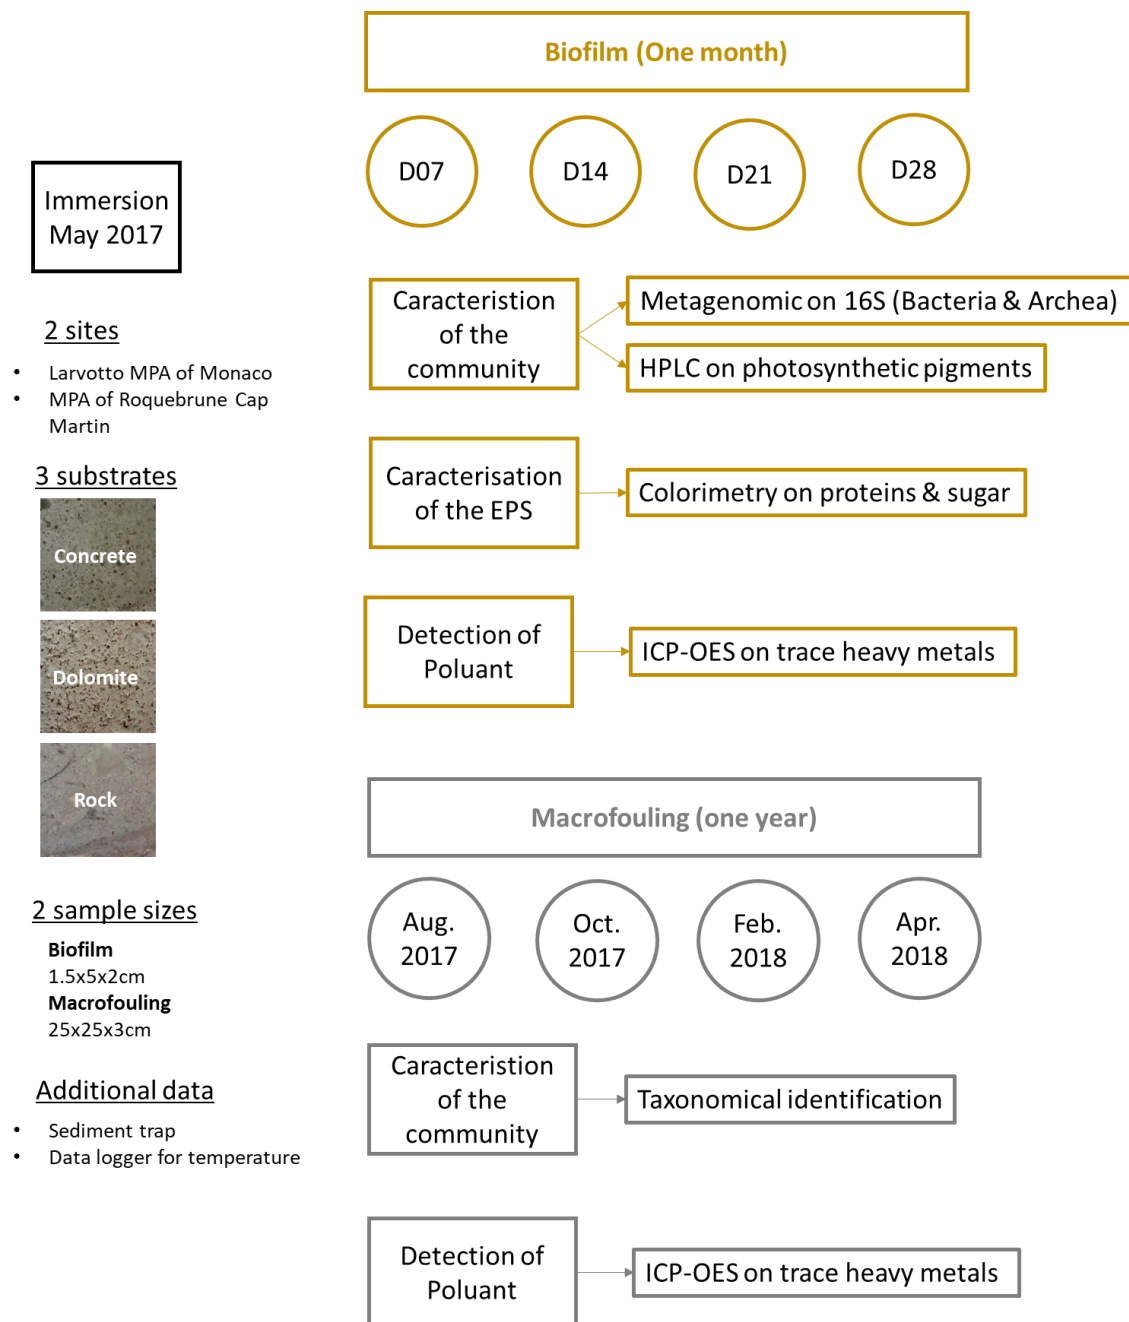 Immersion
May 2017
2 sites
• Larvotto MPA of Monaco
• MPA of Roquebrune Cap
Martin
3 substrates
Concrete
Dolomite
Rock
2 sample sizes
Biofilm
1.5x5x2cm
Macrofouling
25x25x3cm
Additional data
• Sediment trap
• Data logger for temperature
Biofilm (One month)
D07
D14
D21
D28
Caracteristion
of the
community
Metagenomic on 16S (Bacteria & Archea)
HPLC on photosynthetic pigments
Caracterisation
of the EPS
Colorimetry on proteins & sugar
Detection of
Poluant
ICP-OES on trace heavy metals
Macrofouling (one year)
Aug.
2017
Oct.
2017
Feb.
2018
Apr.
2018
Caracteristion
of the
community
Taxonomical identification
Detection of
Poluant
ICP-OES on trace heavy metals